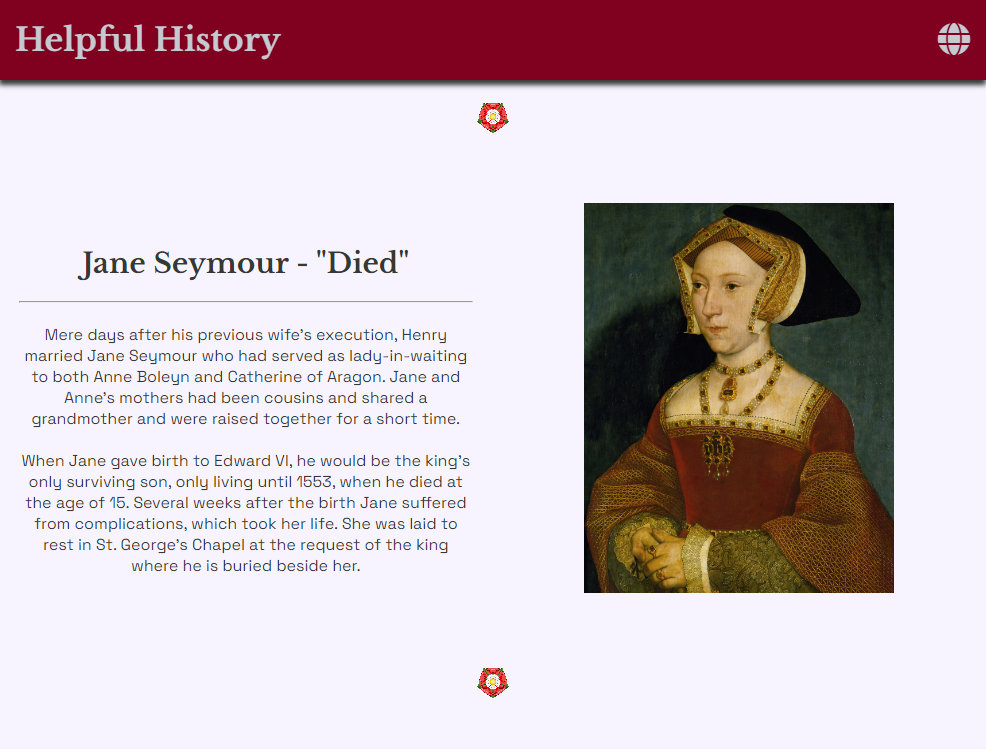 Helpful History
Jane Seymour - "Died"
Mere days after his previous wife's execution, Henry
married Jane Seymour who had served as lady-in-waiting
to both Anne Boleyn and Catherine of Aragon. Jane and
Anne's mothers had been cousins and shared a
grandmother and were raised together for a short time.
When Jane gave birth to Edward VI, he would be the king's
only surviving son, only living until 1553, when he died at
the age of 15. Several weeks after the birth Jane suffered
from complications, which took her life. She was laid to
rest in St. George's Chapel at the request of the king
where he is buried beside her.